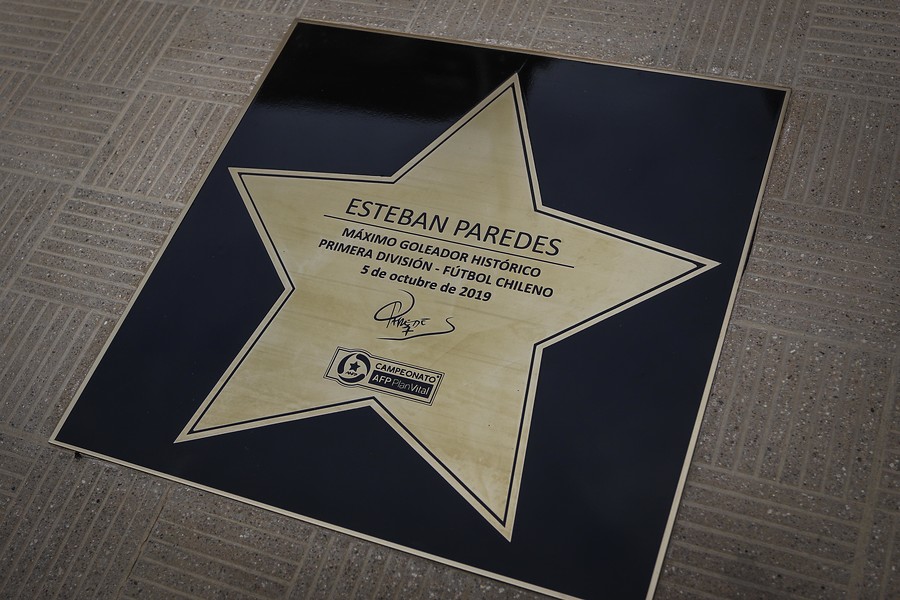 ESTEBAN PAREDES
MÁXIMO GOLEADOR HISTÓRICO
PRIMERA DIVISIÓN - FÚTBOL CHILENO
5 de octubre de 2019
CAMPEONATO
AFP PlanVital